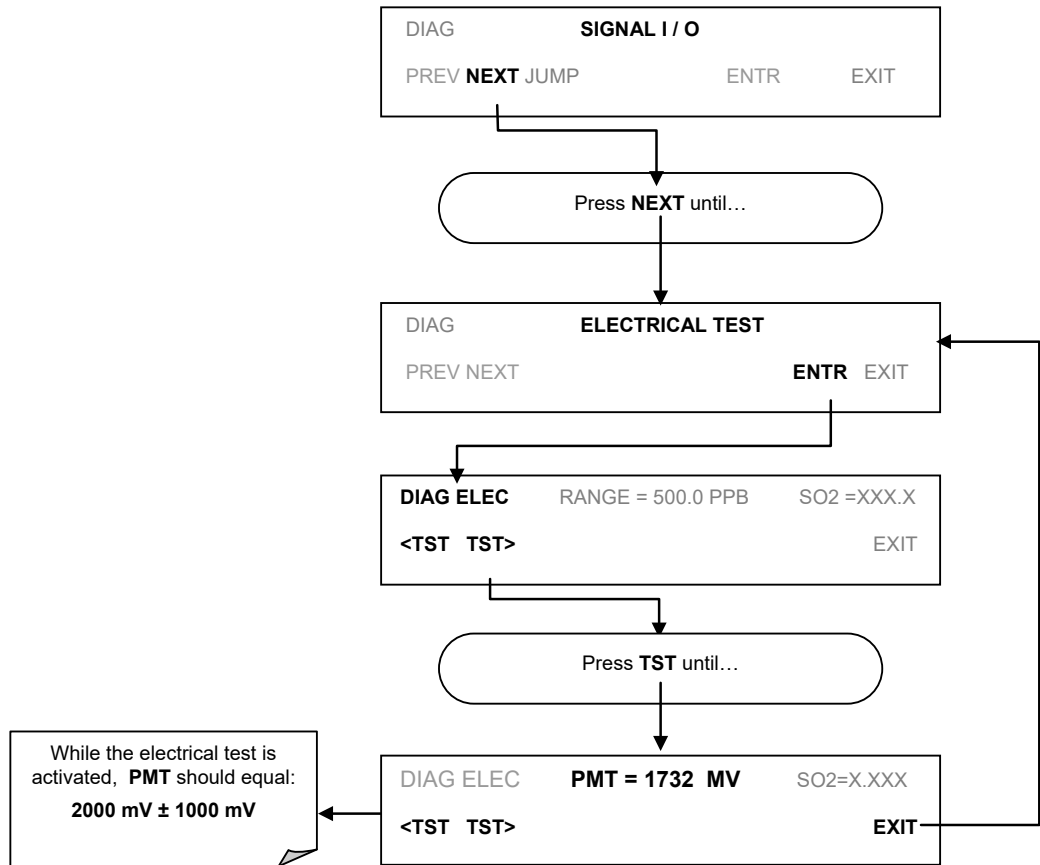 DIAG SIGNAL I / O
PREV NEXT JUMP ENTR EXIT
Press NEXT until…
DIAG ELECTRICAL TEST
PREV NEXT ENTR EXIT
DIAG ELEC RANGE = 500.0 PPB SO2 =XXX.X
<TST TST> EXIT
Press TST until…
While the electrical test is
activated, PMT should equal:
2000 mV ± 1000 mV
DIAG ELEC PMT = 1732 MV SO2=X.XXX
<TST TST> EXIT